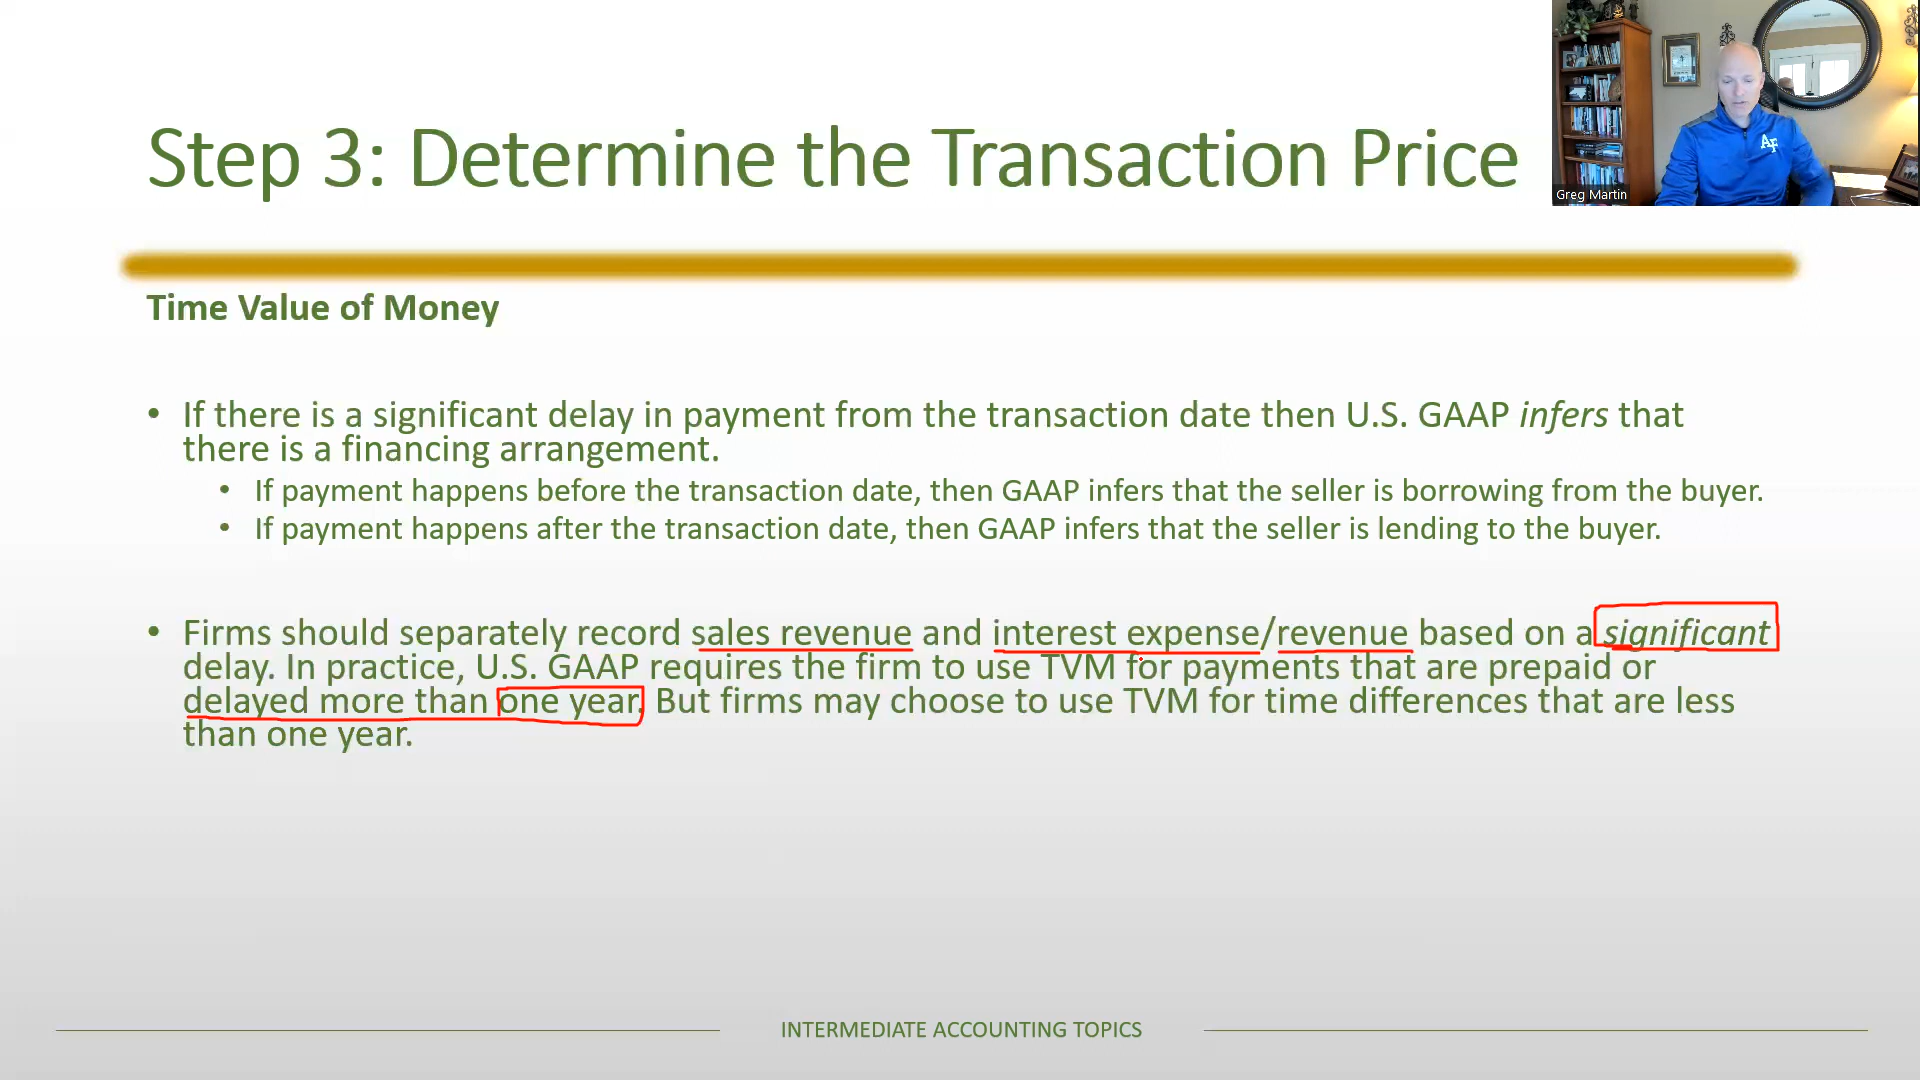 Step 3: Determine the Transaction Price
AF
Greg Martin
Time Value of Money
• If there is a significant delay in payment from the transaction date then U.S. GAAP infers that
there is a financing arrangement.
• If payment happens before the transaction date, then GAAP infers that the seller is borrowing from the buyer.
• If payment happens after the transaction date, then GAAP infers that the seller is lending to the buyer.
• Firms should separately record sales revenue and interest expense/revenue based on a significant
delay. In practice, U.S. GAAP requires the firm to use TVM for payments that are prepaid or
delayed more than one year. But firms may choose to use TVM for time differences that are less
than one year.
INTERMEDIATE ACCOUNTING TOPICS